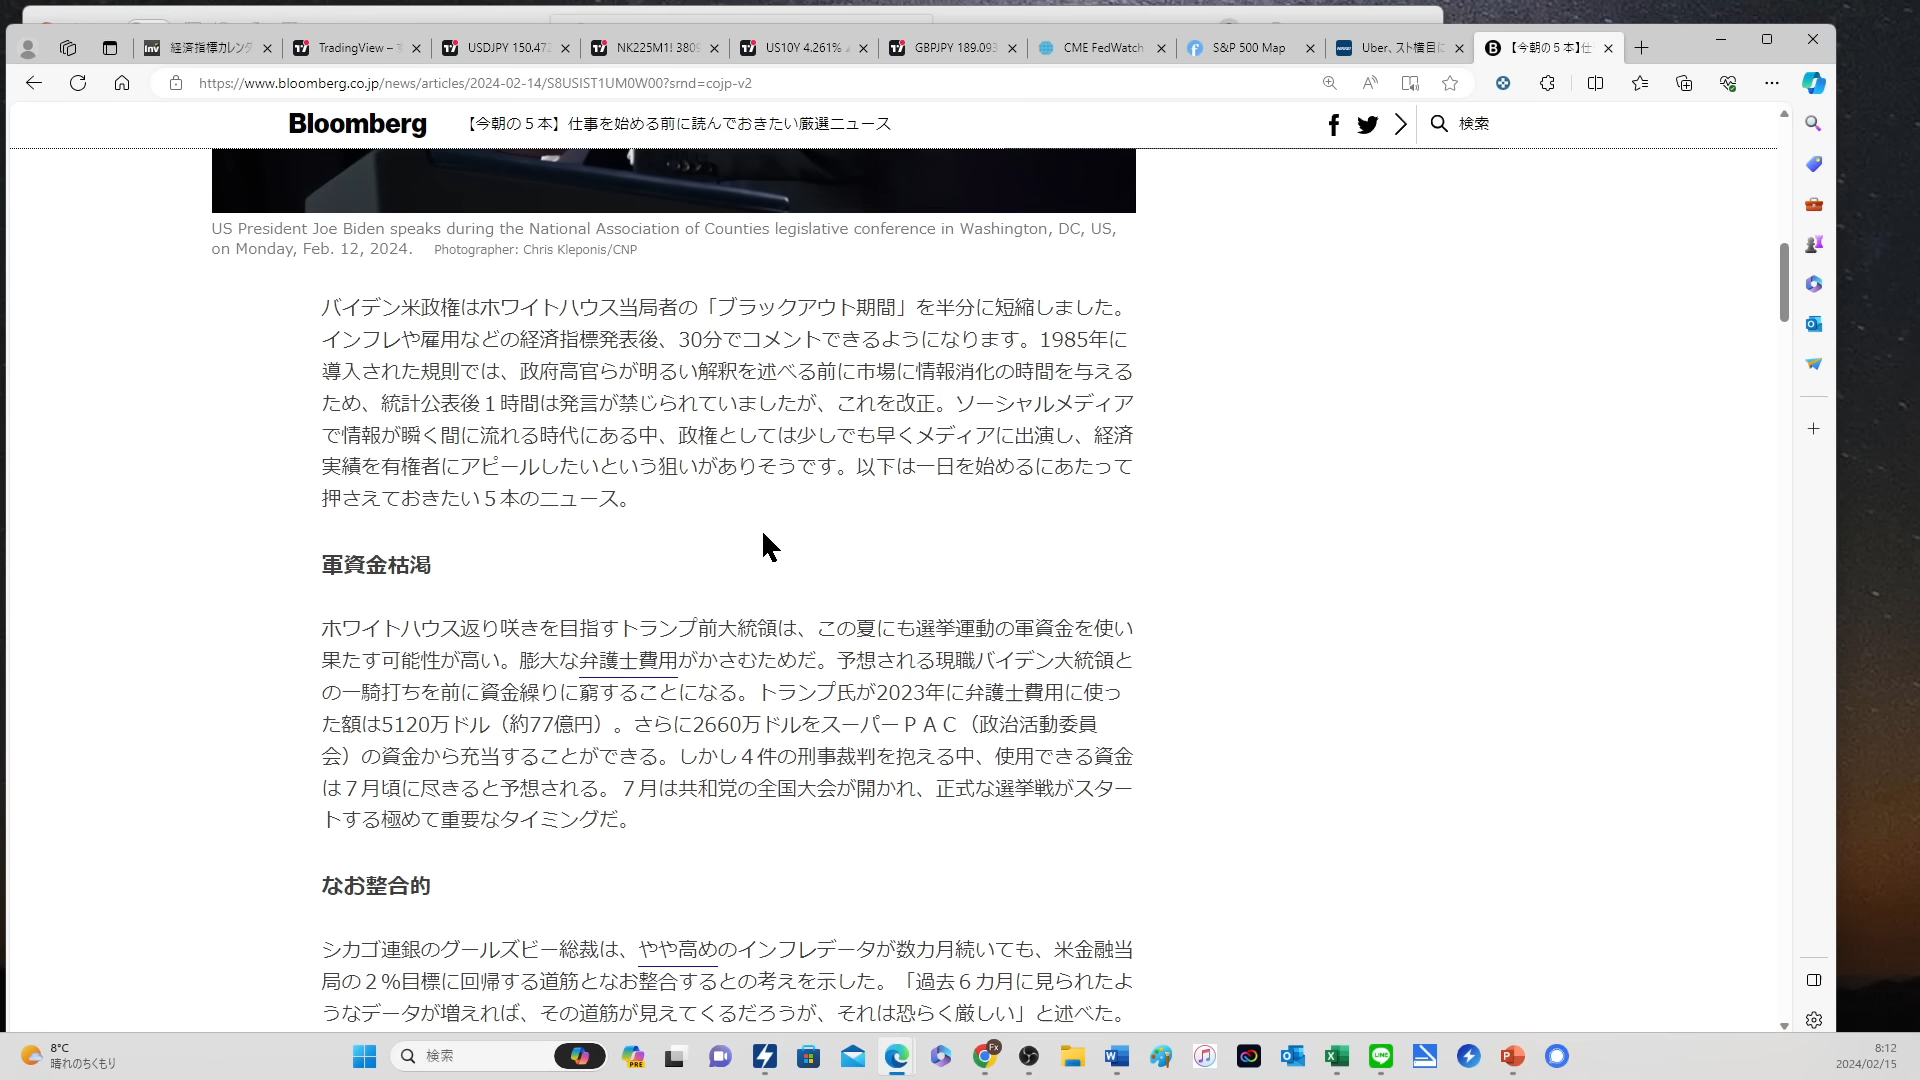 経済指標カレンダ
TradingView –
USDJPY 150.472
NK225M1! 3809
US10Y 4.261%
GBPJPY 189.093
CME FedWatch
S&P 500 Map
Uber、スト横目に
【今朝の５本】仕
https://www.bloomberg.co.jp/news/articles/2024-02-14/S8USIST1UM0W00?srnd=cojp-v2
Bloomberg 【今朝の５本】仕事を始める前に読んでおきたい厳選ニュース 検索
US President Joe Biden speaks during the National Association of Counties legislative conference in Washington, DC, US,
on Monday, Feb. 12, 2024. Photographer: Chris Kleponis/CNP
バイデン米政権はホワイトハウス当局者の「ブラックアウト期間」を半分に短縮しました。
インフレや雇用などの経済指標発表後、30分でコメントできるようになります。1985年に
導入された規則では、政府高官らが明るい解釈を述べる前に市場に情報消化の時間を与える
ため、統計公表後１時間は発言が禁じられていましたが、これを改正。ソーシャルメディア
で情報が瞬く間に流れる時代にある中、政権としては少しでも早くメディアに出演し、経済
実績を有権者にアピールしたいという狙いがありそうです。以下は一日を始めるにあたって
押さえておきたい５本のニュース。
軍資金枯渇
ホワイトハウス返り咲きを目指すトランプ前大統領は、この夏にも選挙運動の軍資金を使い
果たす可能性が高い。膨大な弁護士費用がかさむためだ。予想される現職バイデン大統領と
の一騎打ちを前に資金繰りに窮することになる。トランプ氏が2023年に弁護士費用に使っ
た額は5120万ドル（約77億円）。さらに2660万ドルをスーパーＰＡＣ（政治活動委員
会）の資金から充当することができる。しかし４件の刑事裁判を抱える中、使用できる資金
は７月頃に尽きると予想される。７月は共和党の全国大会が開かれ、正式な選挙戦がスター
トする極めて重要なタイミングだ。
なお整合的
シカゴ連銀のグールズビー総裁は、やや高めのインフレデータが数カ月続いても、米金融当
局の２％目標に回帰する道筋となお整合するとの考えを示した。「過去６カ月に見られたよ
うなデータが増えれば、その道筋が見えてくるだろうが、それは恐らく厳しい」と述べた。
8°C
晴れのちくもり
検索
8:12
2024/02/15